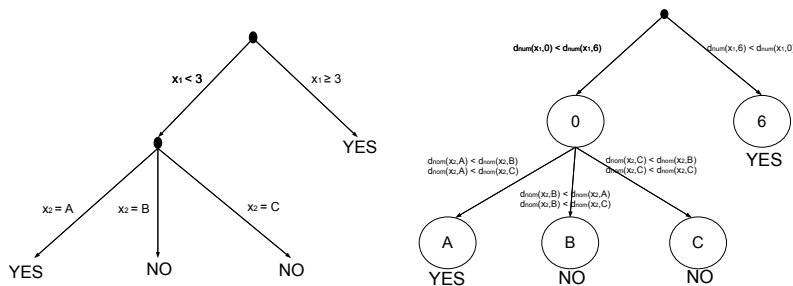 x1 < 3
x1 ≥ 3
YES
x2 = A
x2 = B
x2 = C
YES
NO
NO
dnum(x1,0) < dnum(x1,6)
dnum(x1,6) < dnum(x1,0)
0
6
YES
dnom(x2,A) < dnom(x2,B)
dnom(x2,A) < dnom(x2,C)
dnom(x2,C) < dnom(x2,B)
dnom(x2,C) < dnom(x2,C)
dnom(x2,B) < dnom(x2,A)
dnom(x2,B) < dnom(x2,C)
A
B
C
YES
NO
NO